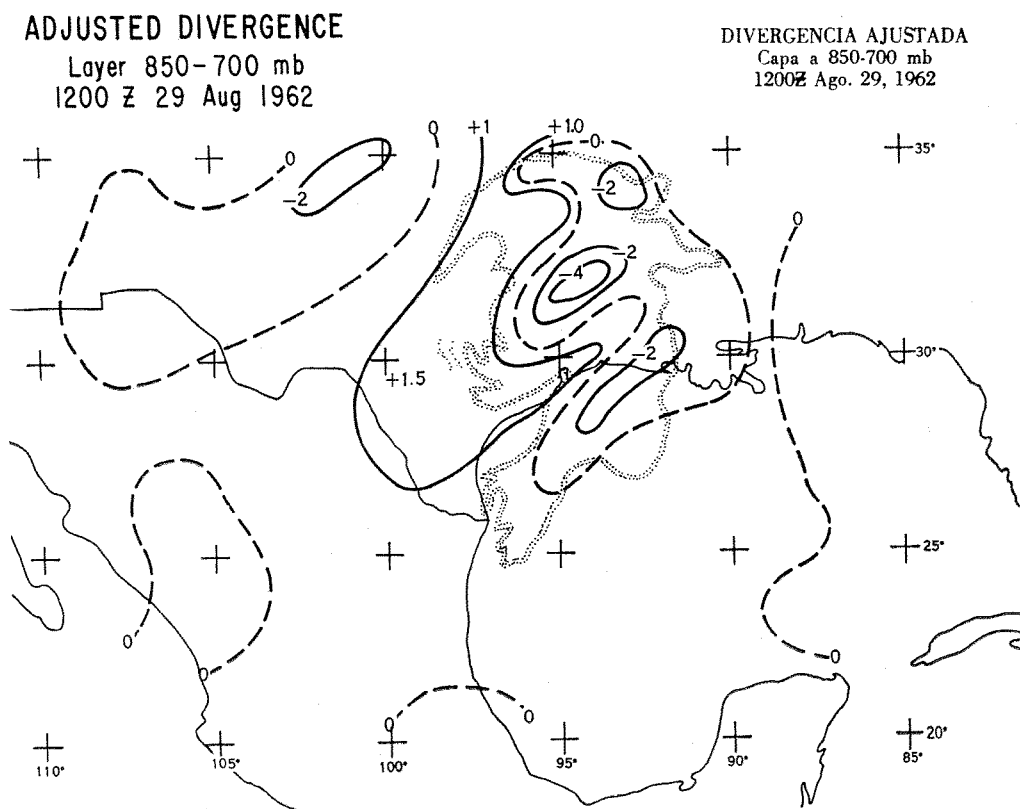 ADJUSTED DIVERGENCE
Layer 850-700 mb
1200 Z 29 Aug 1962
DIVERGENCIA AJUSTADA
Capa a 850-700 mb
1200Z Ago. 29, 1962
0 +1 +1.0
0
35°
0
-2
-2
0
-2
-4
-2
30°
+1.5
25°
0
0
0
0
0
20°
110° 105° 100° 95° 90° 85°